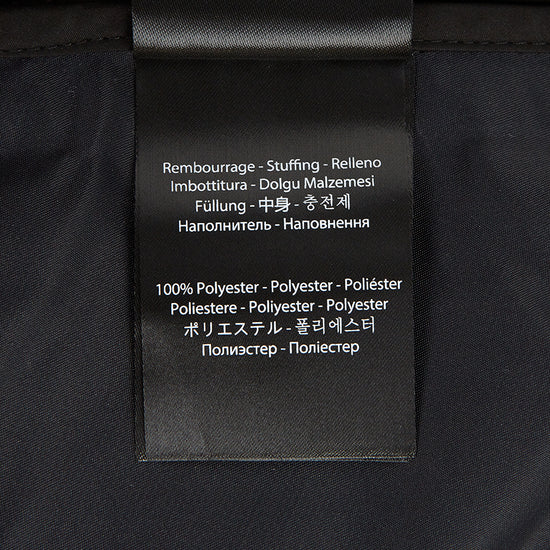 Rembourrage - Stuffing - Relleno
Imbottitura - Dolgu Malzemesi
Füllung - 中身 - 충전제
Наполнитель - Наповнення
100% Polyester - Polyester - Poliéster
Poliestere - Poliyester - Polyester
ポリエステル - 폴리에스터
Полиэстер - Поліестер